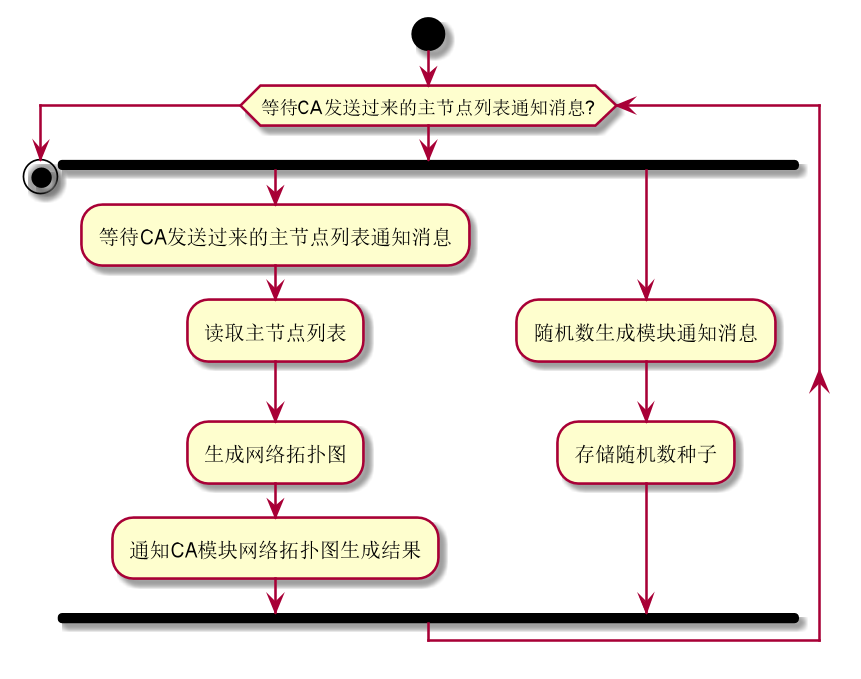 等待CA发送过来的主节点列表通知消息?
等待CA发送过来的主节点列表通知消息
读取主节点列表
随机数生成模块通知消息
生成网络拓扑图
存储随机数种子
通知CA模块网络拓扑图生成结果